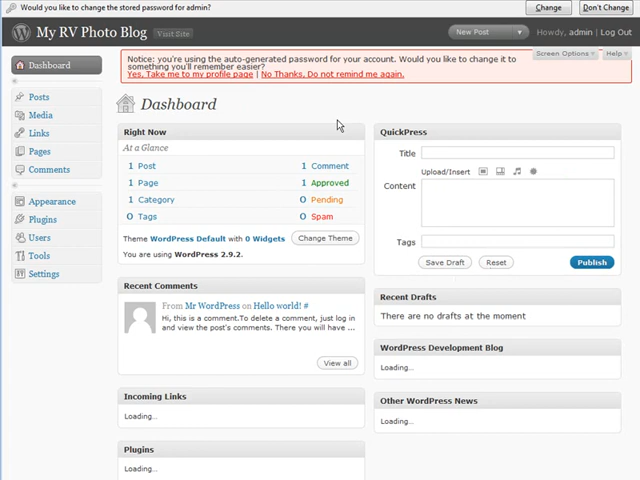 Would you like to change the stored password for admin?
Change
Don't Change
My RV Photo Blog
Visit Site
New Post
Howdy, admin | Log Out
Screen Options
Help
Notice: you're using the auto-generated password for your account. Would you like to change it to
something you'll remember easier?
Yes, Take me to my profile page | No Thanks, Do not remind me again.
Dashboard
Posts
Media
Links
Pages
Comments
Appearance
Plugins
Users
Tools
Settings
Dashboard
Right Now
At a Glance
1 Post
1 Comment
1 Page
1 Approved
1 Category
0 Pending
0 Tags
0 Spam
Theme WordPress Default with 0 Widgets
Change Theme
You are using WordPress 2.9.2.
Recent Comments
From Mr WordPress on Hello world! #
Hi, this is a comment.To delete a comment, just log in
and view the post's comments. There you will have ...
View all
Incoming Links
Loading...
Plugins
Loading...
QuickPress
Title
Upload/Insert
Content
Tags
Save Draft
Reset
Publish
Recent Drafts
There are no drafts at the moment
WordPress Development Blog
Loading...
Other WordPress News
Loading...